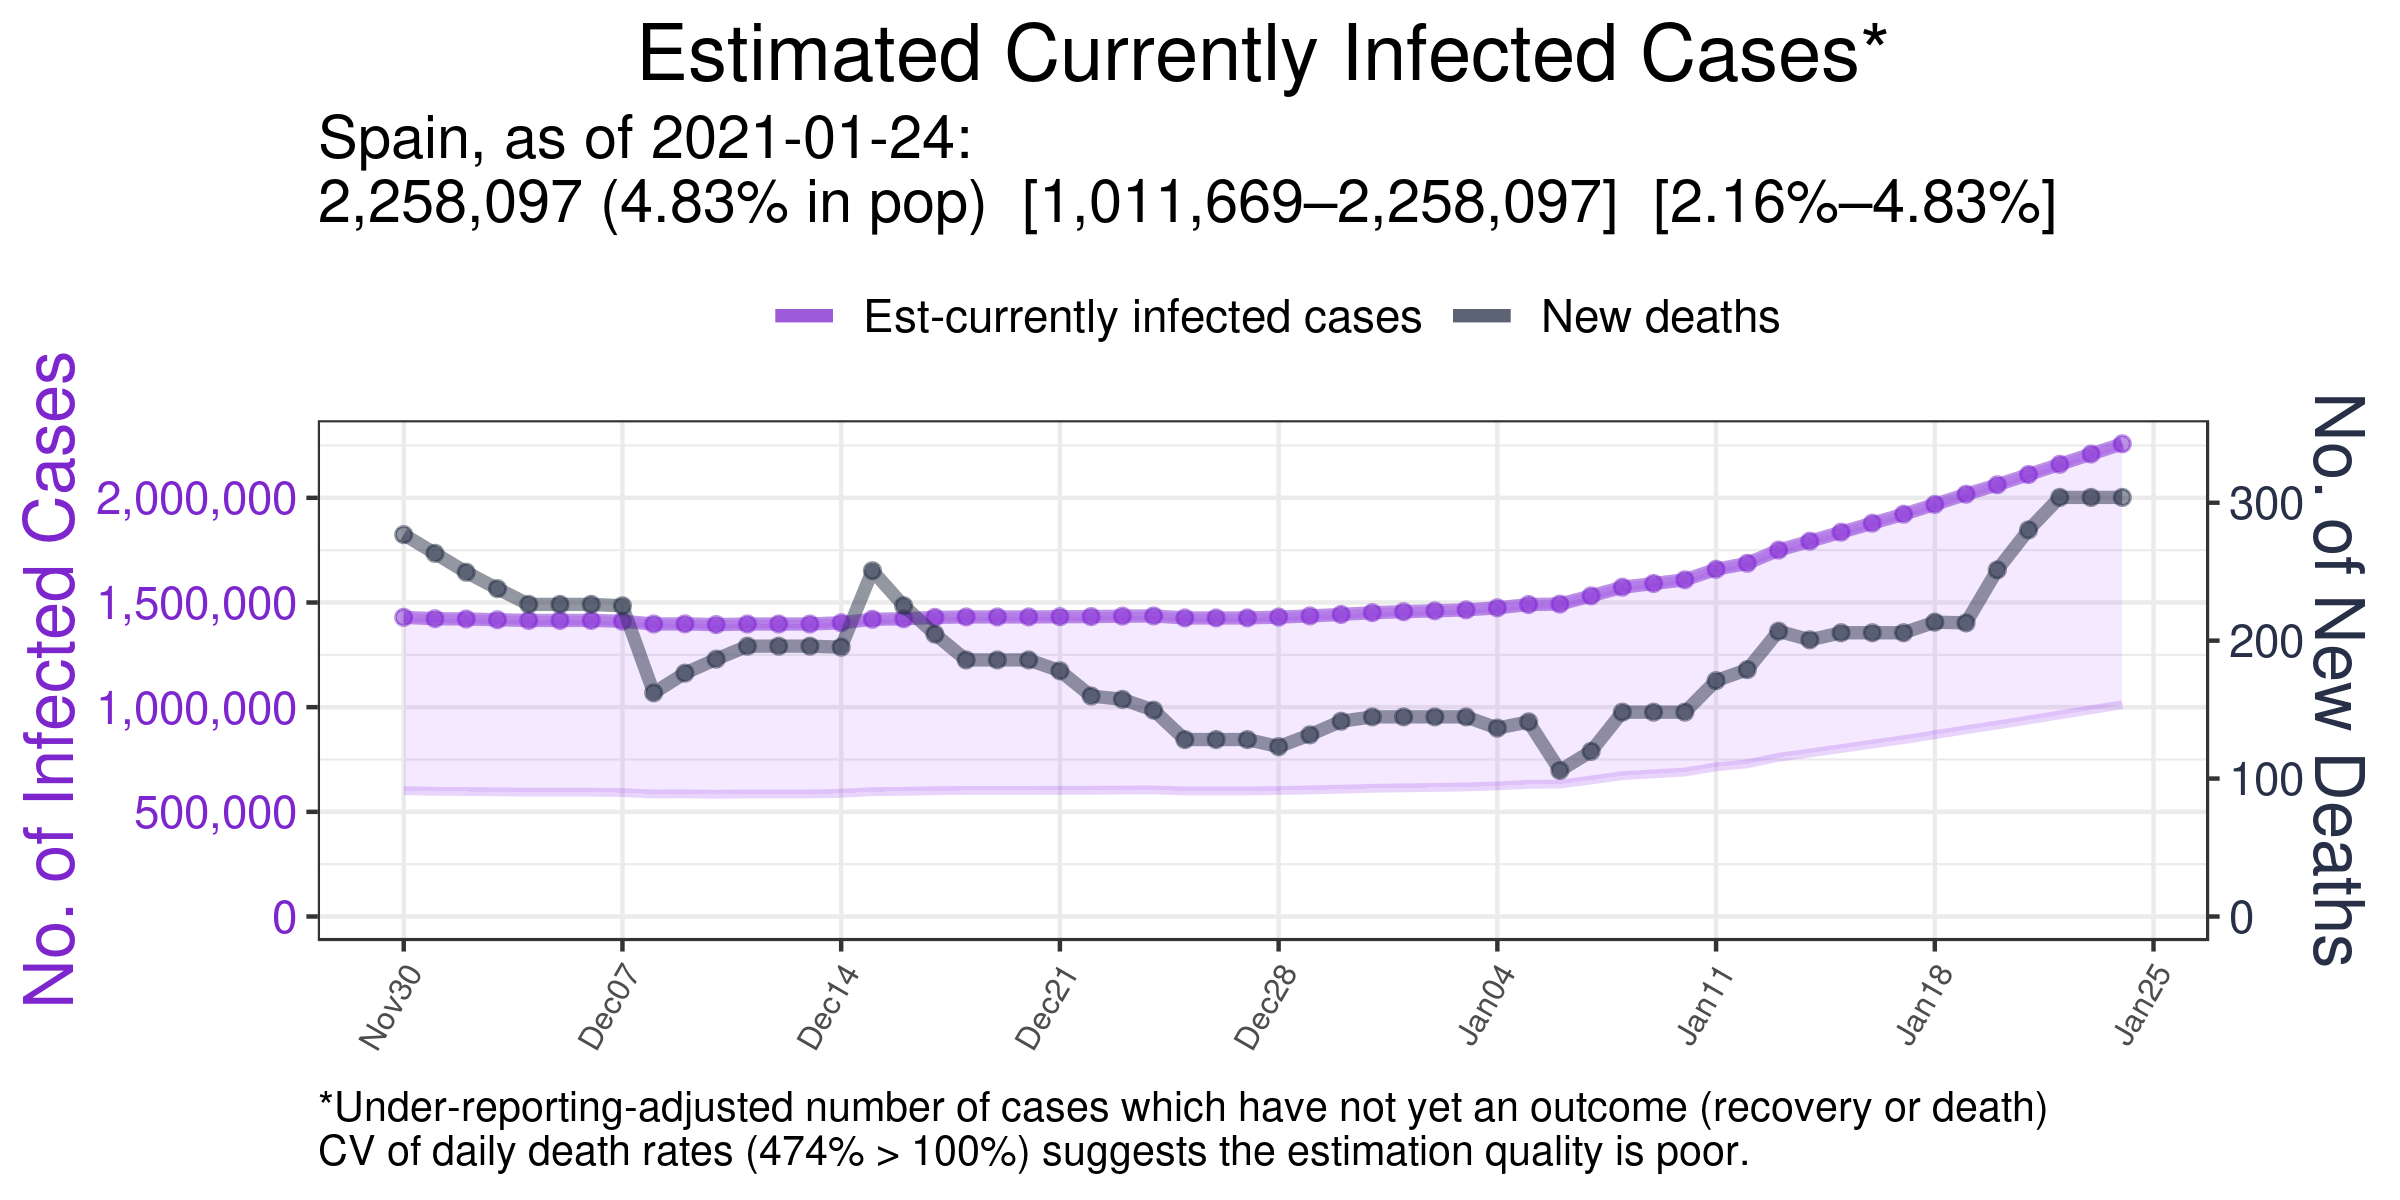 Estimated Currently Infected Cases*
Spain, as of 2021-01-24:
2,258,097 (4.83% in pop) [1,011,669–2,258,097] [2.16%–4.83%]
Est-currently infected cases
New deaths
No. of Infected Cases
2,000,000
1,500,000
1,000,000
500,000
0
300
200
100
0
No. of New Deaths
Nov30
Dec07
Dec14
Dec21
Dec28
Jan04
Jan11
Jan18
Jan25
*Under-reporting-adjusted number of cases which have not yet an outcome (recovery or death)
CV of daily death rates (474% > 100%) suggests the estimation quality is poor.